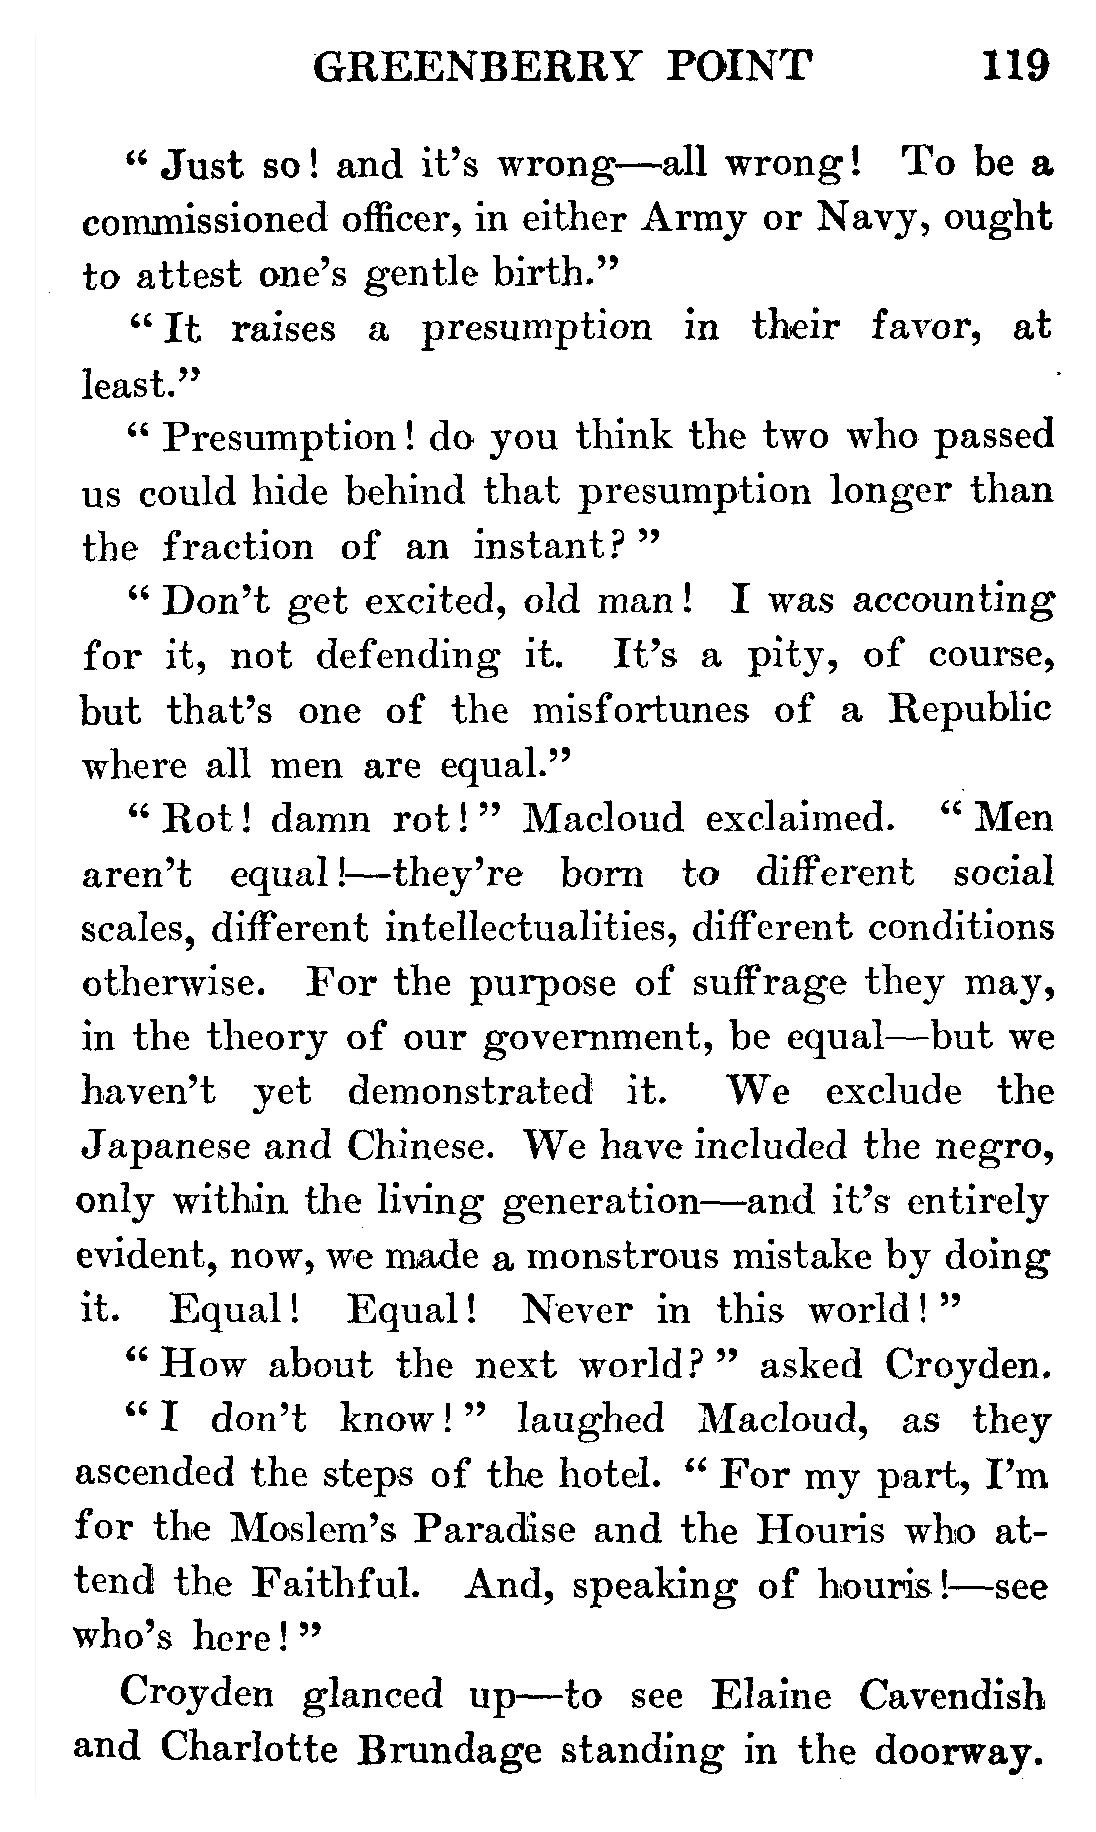 GREENBERRY POINT 119
“ Just so! and it’s wrong—all wrong! To be a
commissioned officer, in either Army or Navy, ought
to attest one’s gentle birth.”
“ It raises a presumption in their favor, at
least.”
“ Presumption! do you think the two who passed
us could hide behind that presumption longer than
the fraction of an instant? ”
“ Don’t get excited, old man! I was accounting
for it, not defending it. It’s a pity, of course,
but that’s one of the misfortunes of a Republic
where all men are equal.”
“ Rot! damn rot! ” Macloud exclaimed. “ Men
aren’t equal!—they’re born to different social
scales, different intellectualities, different conditions
otherwise. For the purpose of suffrage they may,
in the theory of our government, be equal—but we
haven’t yet demonstrated it. We exclude the
Japanese and Chinese. We have included the negro,
only within the living generation—and it’s entirely
evident, now, we made a monstrous mistake by doing
it. Equal! Equal! Never in this world! ”
“ How about the next world? ” asked Croyden.
“ I don’t know! ” laughed Macloud, as they
ascended the steps of the hotel. “ For my part, I’m
for the Moslem’s Paradise and the Houris who at-
tend the Faithful. And, speaking of houris!—see
who’s here! ”
Croyden glanced up—to see Elaine Cavendish
and Charlotte Brundage standing in the doorway.